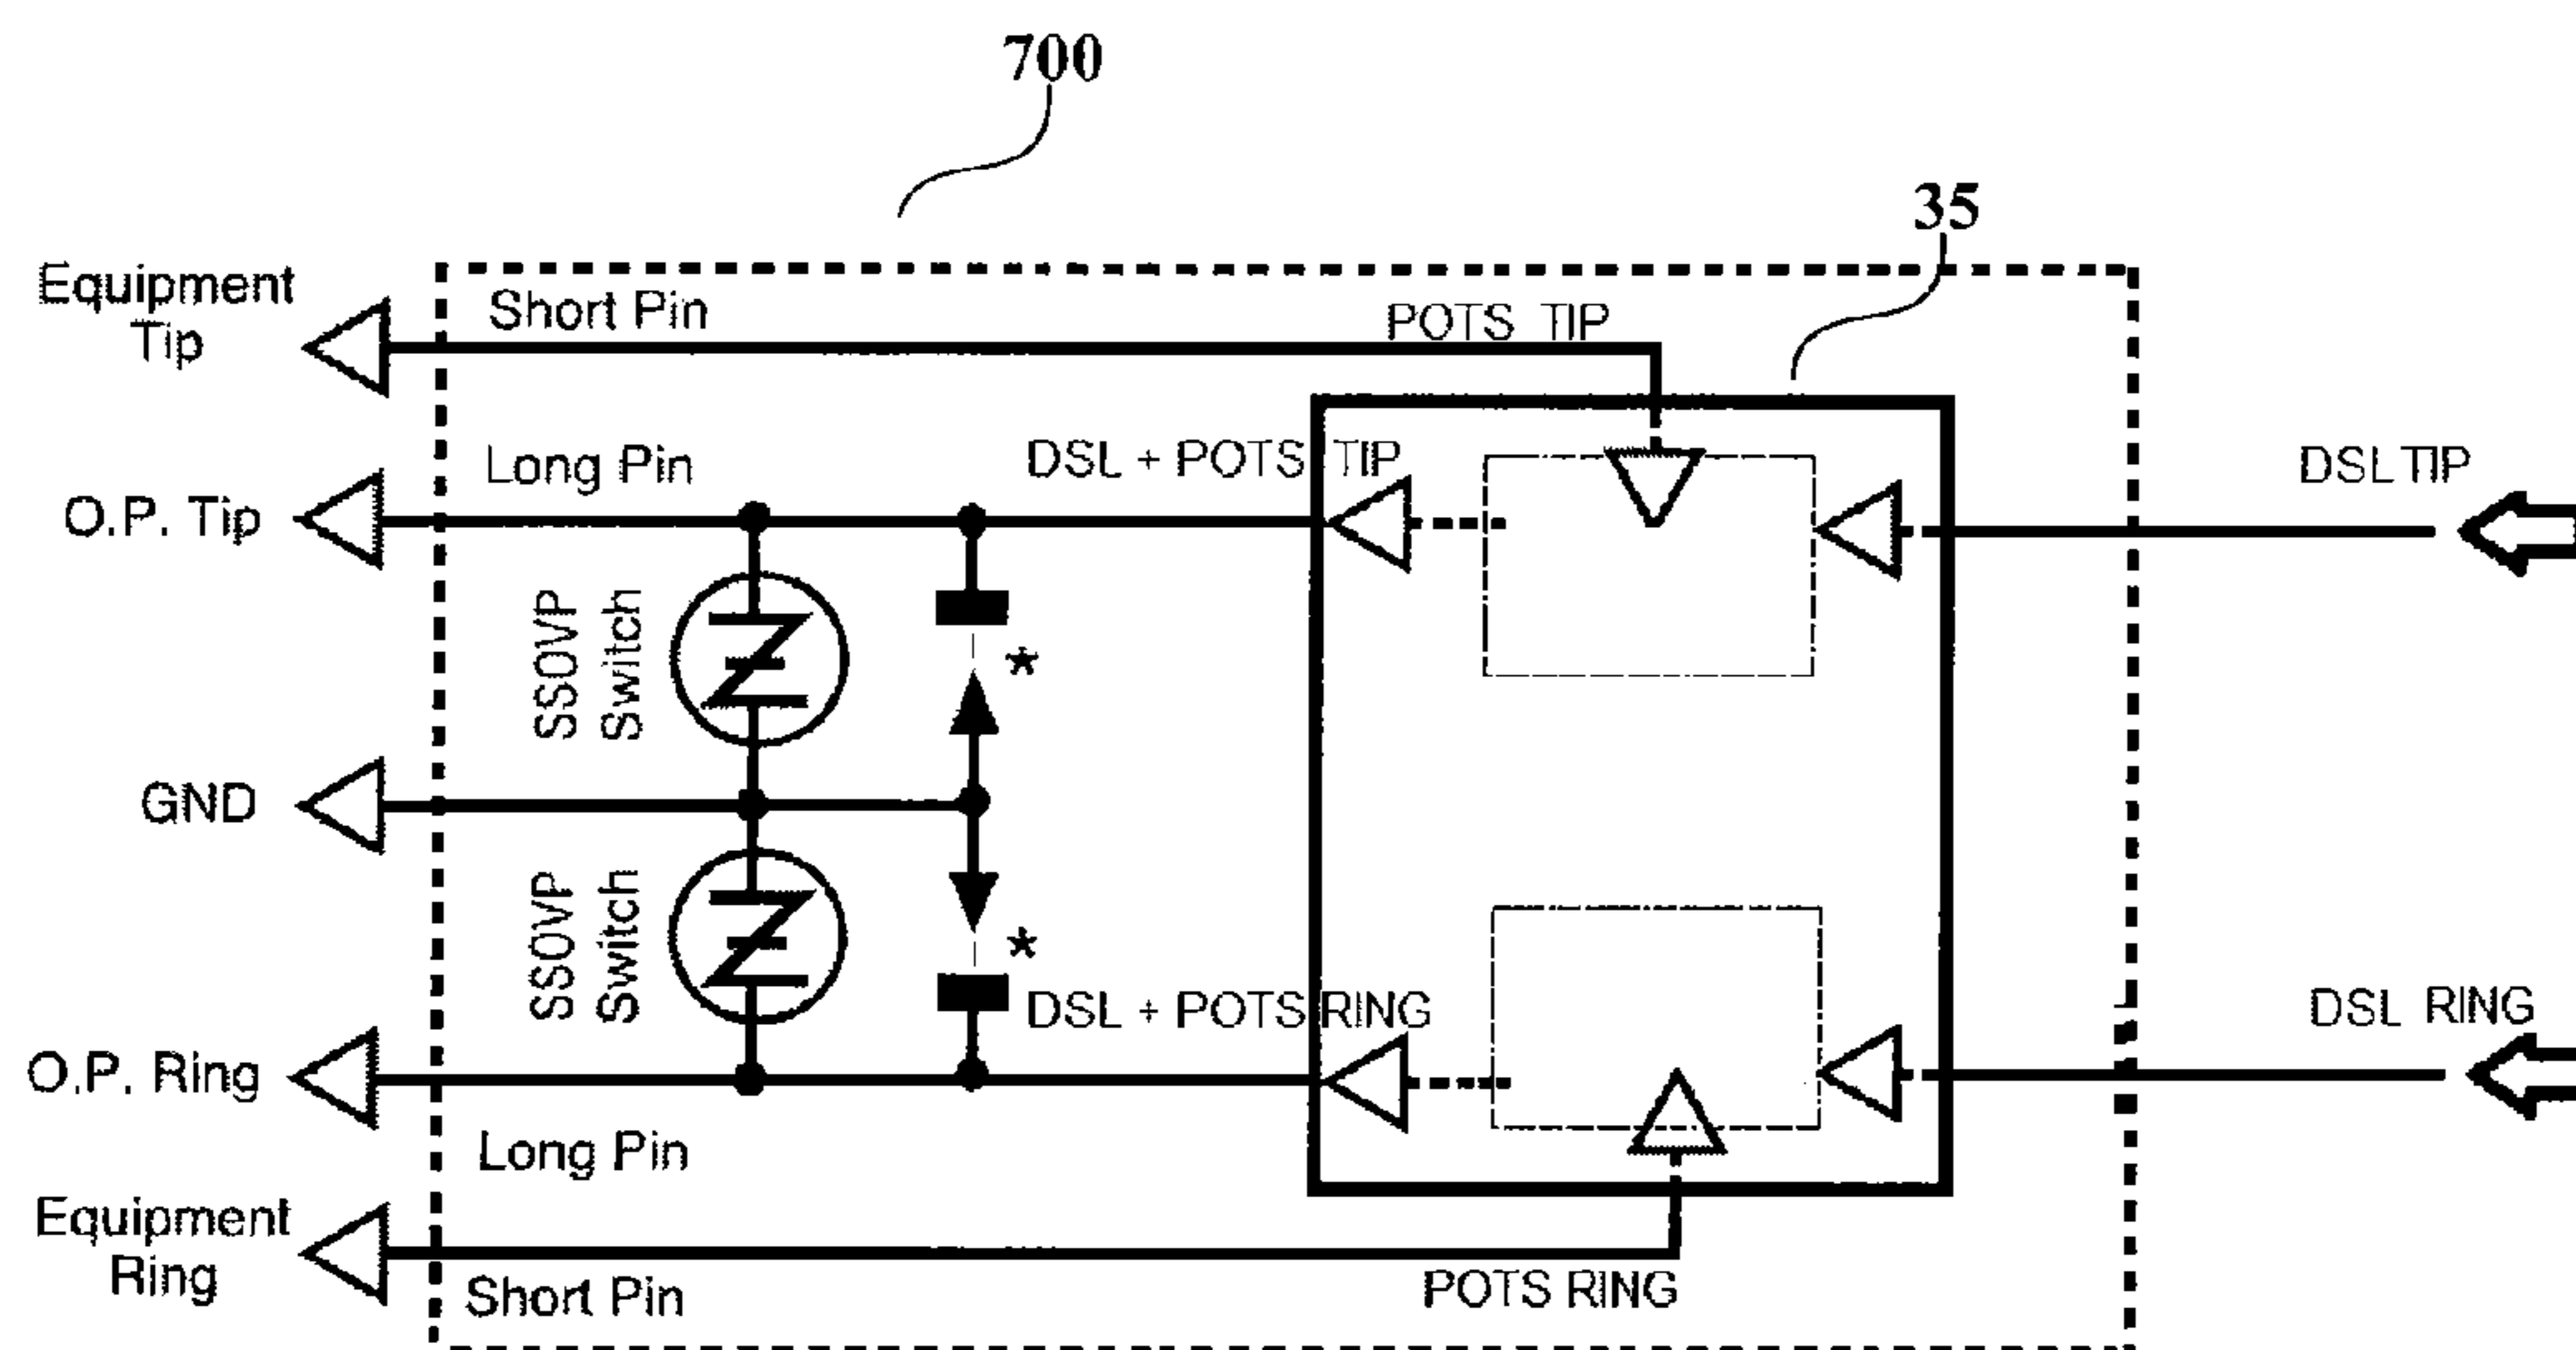 700
35
Equipment
Tip
Short Pin
POTS TIP
Long Pin
DSL + POTS TIP
DSL TIP
O.P. Tip
SSOVP
Switch
*
GND
SSOVP
Switch
*
DSL + POTS RING
DSL RING
O.P. Ring
Long Pin
Equipment
Ring
Short Pin
POTS RING